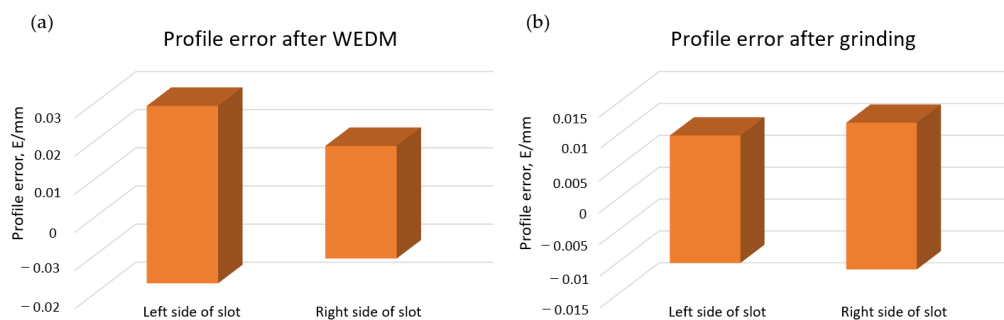 (a)
Profile error after WEDM
Profile error, E/mm
0.03
0.02
0.01
0
−0.03
−0.02
Left side of slot
Right side of slot
(b)
Profile error after grinding
Profile error, E/mm
0.015
0.01
0.005
0
−0.005
−0.01
−0.015
Left side of slot
Right side of slot